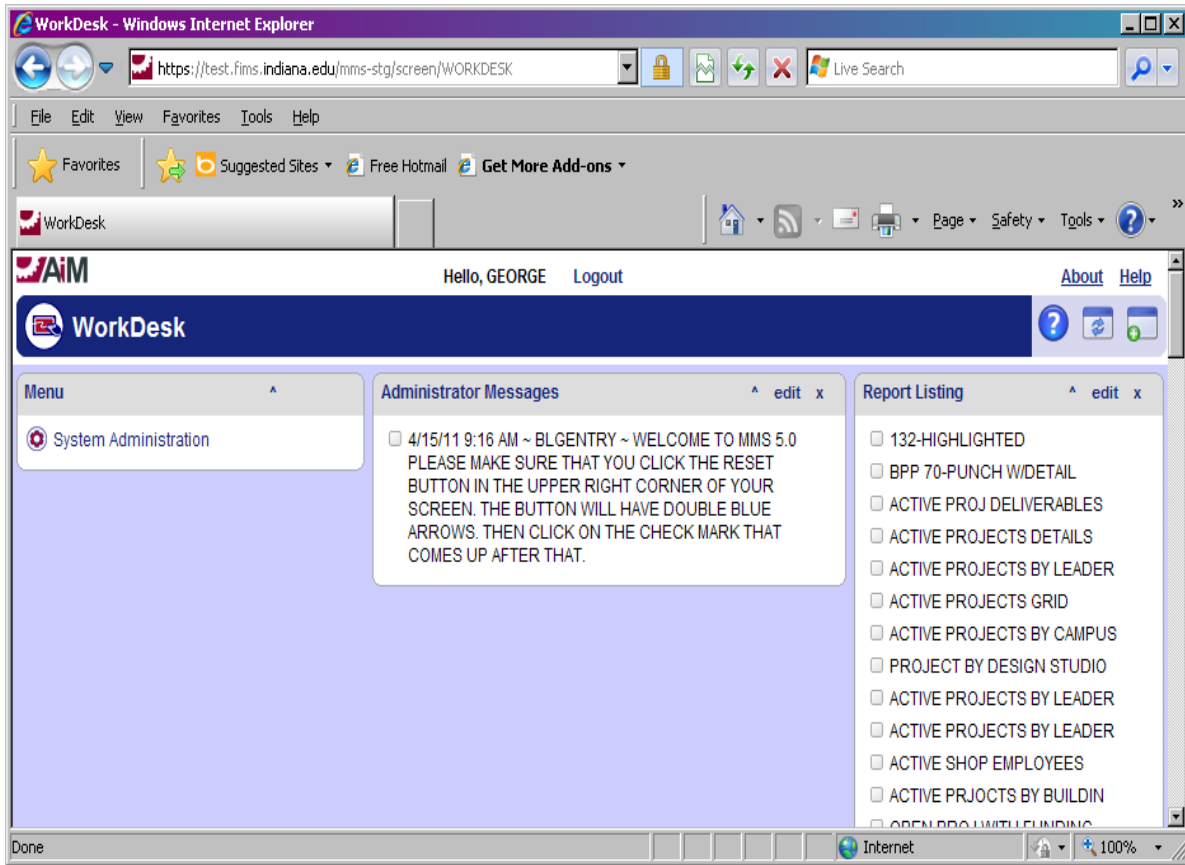 WorkDesk - Windows Internet Explorer
https://test.fims.indiana.edu/mms-stg/screen/WORKDESK
Live Search
File Edit View Favorites Tools Help
Favorites Suggested Sites Free Hotmail Get More Add-ons
WorkDesk Page Safety Tools »
AiM Hello, GEORGE Logout About Help
WorkDesk
Menu ^
System Administration
Administrator Messages ^ edit x
4/15/11 9:16 AM ~ BLGENTRY ~ WELCOME TO MMS 5.0
PLEASE MAKE SURE THAT YOU CLICK THE RESET
BUTTON IN THE UPPER RIGHT CORNER OF YOUR
SCREEN. THE BUTTON WILL HAVE DOUBLE BLUE
ARROWS. THEN CLICK ON THE CHECK MARK THAT
COMES UP AFTER THAT.
Report Listing ^ edit x
132-HIGHLIGHTED
BPP 70-PUNCH W/DETAIL
ACTIVE PROJ DELIVERABLES
ACTIVE PROJECTS DETAILS
ACTIVE PROJECTS BY LEADER
ACTIVE PROJECTS GRID
ACTIVE PROJECTS BY CAMPUS
PROJECT BY DESIGN STUDIO
ACTIVE PROJECTS BY LEADER
ACTIVE PROJECTS BY LEADER
ACTIVE SHOP EMPLOYEES
ACTIVE PRJOCTS BY BUILDIN
OPEN PROJ WITH FUNDING
Done Internet 100%